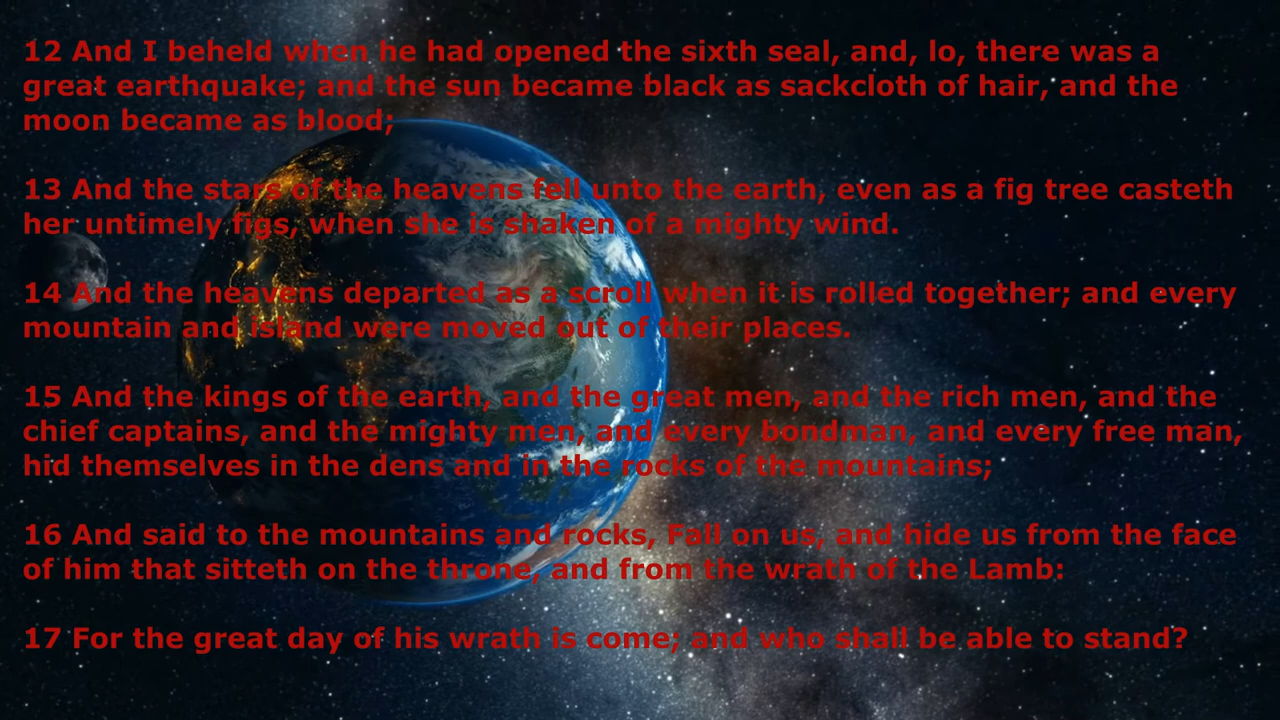 12 And I beheld when he had opened the sixth seal, and, lo, there was a
great earthquake; and the sun became black as sackcloth of hair, and the
moon became as blood;
13 And the stars of the heavens fell unto the earth, even as a fig tree casteth
her untimely figs, when she is shaken of a mighty wind.
14 And the heavens departed as a scroll when it is rolled together; and every
mountain and island were moved out of their places.
15 And the kings of the earth, and the great men, and the rich men, and the
chief captains, and the mighty men, and every bondman, and every free man,
hid themselves in the dens and in the rocks of the mountains;
16 And said to the mountains and rocks, Fall on us, and hide us from the face
of him that sitteth on the throne, and from the wrath of the Lamb:
17 For the great day of his wrath is come; and who shall be able to stand?